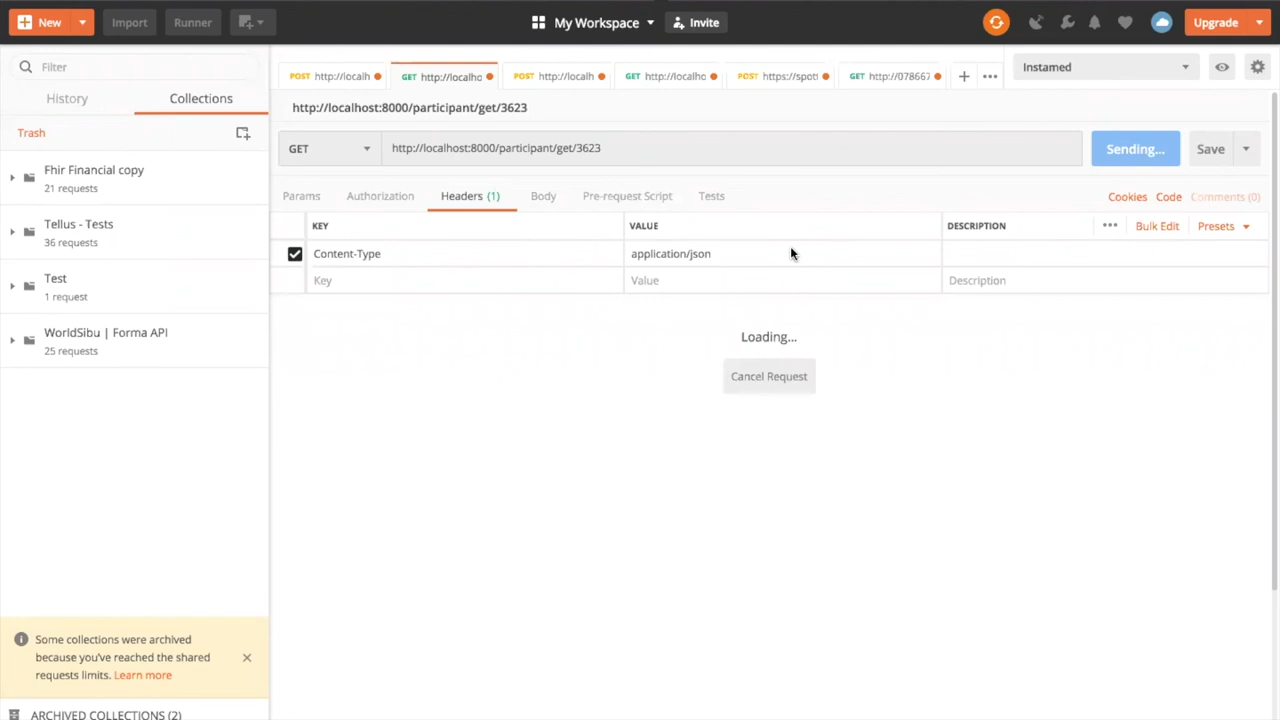 New
Import
Runner
My Workspace
Invite
Upgrade
Filter
History
Collections
Trash
Fhir Financial copy
21 requests
Tellus - Tests
36 requests
Test
1 request
WorldSibu | Forma API
25 requests
Some collections were archived
because you've reached the shared
requests limits. Learn more
ARCHIVED COLLECTIONS (2)
POST http://localh
GET http://localho
POST http://localh
GET http://localho
POST https://spoti
GET http://078667
Instamed
http://localhost:8000/participant/get/3623
GET
http://localhost:8000/participant/get/3623
Sending...
Save
Params
Authorization
Headers (1)
Body
Pre-request Script
Tests
Cookies
Code
Comments (0)
KEY
VALUE
DESCRIPTION
Bulk Edit
Presets
Content-Type
application/json
Key
Value
Description
Loading...
Cancel Request